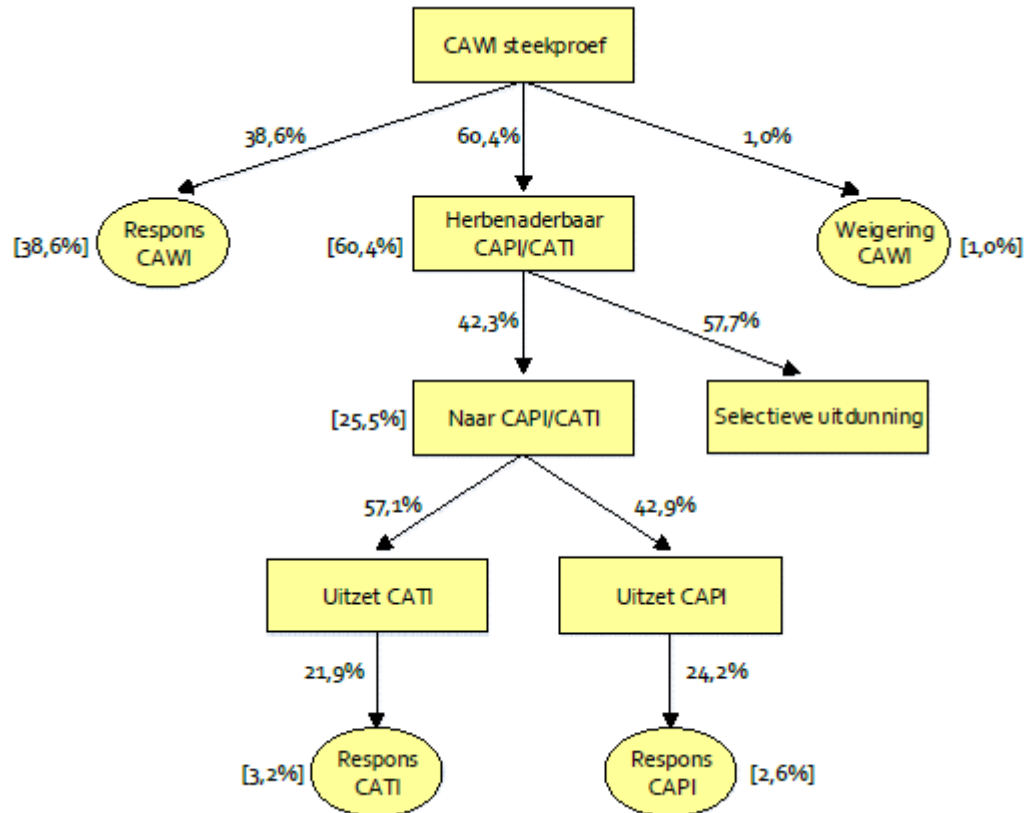 CAWI steekproef
38,6%
60,4%
1,0%
Respons
CAWI
[38,6%]
Herbenaderbaar
CAPI/CATI
[60,4%]
Weigering
CAWI
[1,0%]
42,3%
57,7%
[25,5%]
Naar CAPI/CATI
Selectieve uitdunning
57,1%
42,9%
Uitzet CATI
Uitzet CAPI
21,9%
24,2%
[3,2%]
Respons
CATI
Respons
CAPI
[2,6%]